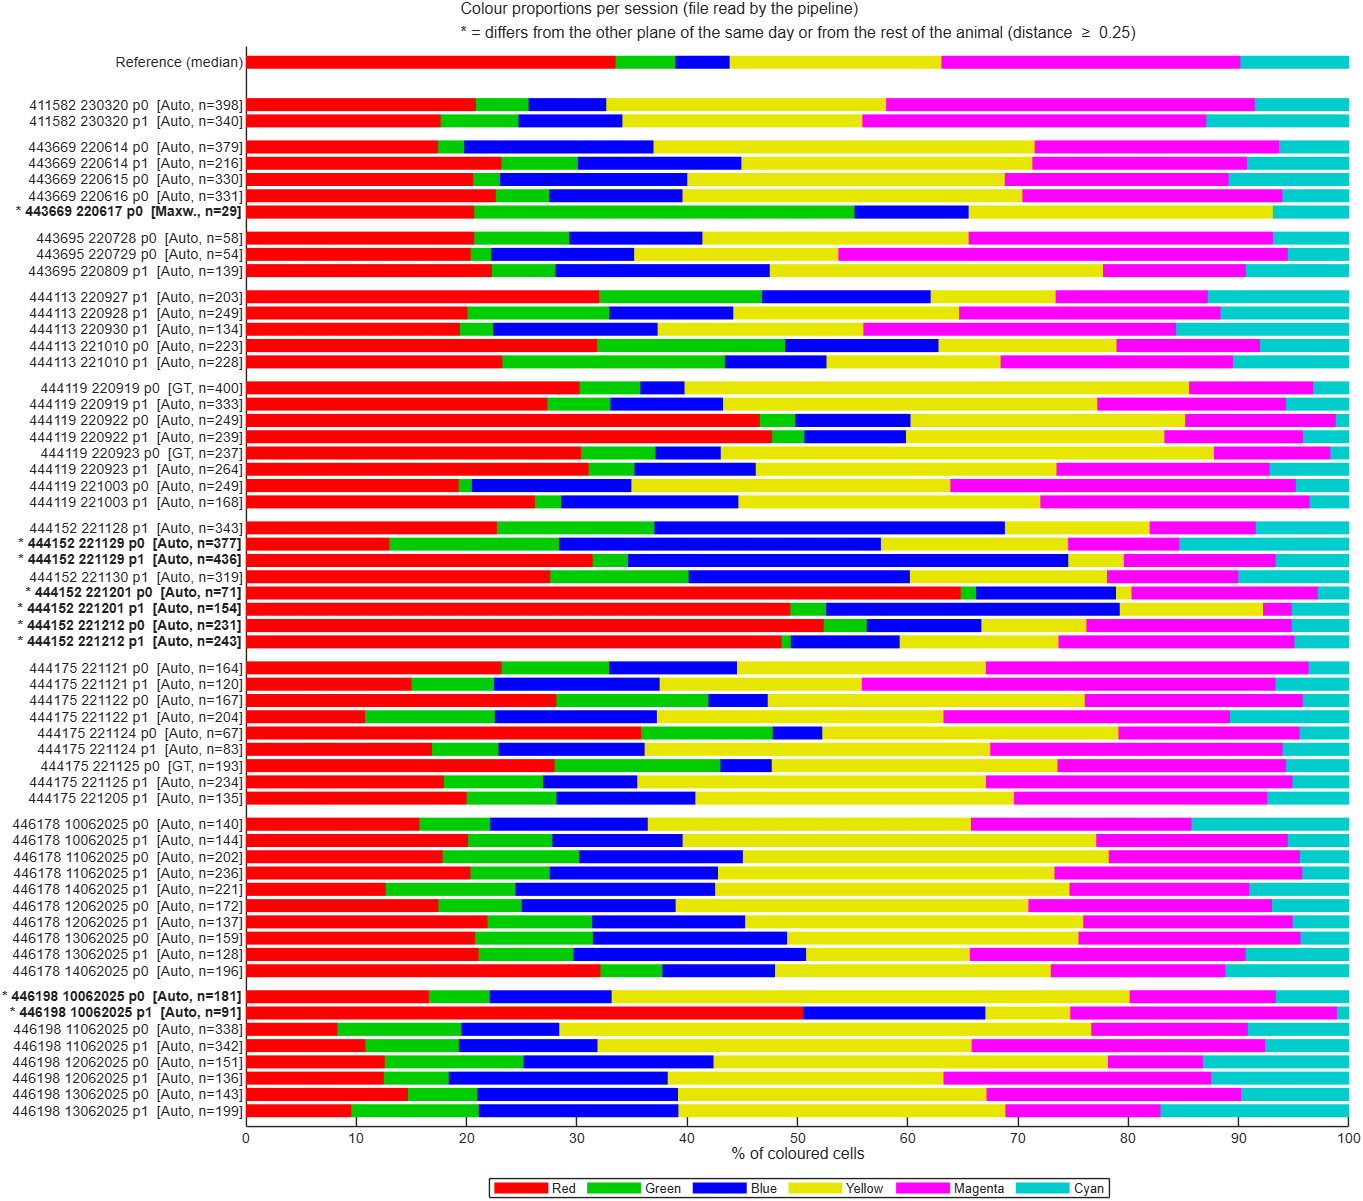 Colour proportions per session (file read by the pipeline)
* = differs from the other plane of the same day or from the rest of the animal (distance ≥ 0.25)
Reference (median)
411582 230320 p0 [Auto, n=398]
411582 230320 p1 [Auto, n=340]
443669 220614 p0 [Auto, n=379]
443669 220614 p1 [Auto, n=216]
443669 220615 p0 [Auto, n=330]
443669 220616 p0 [Auto, n=331]
* 443669 220617 p0 [Maxw., n=29]
443695 220728 p0 [Auto, n=58]
443695 220729 p0 [Auto, n=54]
443695 220809 p1 [Auto, n=139]
444113 220927 p1 [Auto, n=203]
444113 220928 p1 [Auto, n=249]
444113 220930 p1 [Auto, n=134]
444113 221010 p0 [Auto, n=223]
444113 221010 p1 [Auto, n=228]
444119 220919 p0 [GT, n=400]
444119 220919 p1 [Auto, n=333]
444119 220922 p0 [Auto, n=249]
444119 220922 p1 [Auto, n=239]
444119 220923 p0 [GT, n=237]
444119 220923 p1 [Auto, n=264]
444119 221003 p0 [Auto, n=249]
444119 221003 p1 [Auto, n=168]
444152 221128 p1 [Auto, n=343]
* 444152 221129 p0 [Auto, n=377]
* 444152 221129 p1 [Auto, n=436]
444152 221130 p1 [Auto, n=319]
* 444152 221201 p0 [Auto, n=71]
* 444152 221201 p1 [Auto, n=154]
* 444152 221212 p0 [Auto, n=231]
* 444152 221212 p1 [Auto, n=243]
444175 221121 p0 [Auto, n=164]
444175 221121 p1 [Auto, n=120]
444175 221122 p0 [Auto, n=167]
444175 221122 p1 [Auto, n=204]
444175 221124 p0 [Auto, n=67]
444175 221124 p1 [Auto, n=83]
444175 221125 p0 [GT, n=193]
444175 221125 p1 [Auto, n=234]
444175 221205 p1 [Auto, n=135]
446178 10062025 p0 [Auto, n=140]
446178 10062025 p1 [Auto, n=144]
446178 11062025 p0 [Auto, n=202]
446178 11062025 p1 [Auto, n=236]
446178 14062025 p1 [Auto, n=221]
446178 12062025 p0 [Auto, n=172]
446178 12062025 p1 [Auto, n=137]
446178 13062025 p0 [Auto, n=159]
446178 13062025 p1 [Auto, n=128]
446178 14062025 p0 [Auto, n=196]
* 446198 10062025 p0 [Auto, n=181]
* 446198 10062025 p1 [Auto, n=91]
446198 11062025 p0 [Auto, n=338]
446198 11062025 p1 [Auto, n=342]
446198 12062025 p0 [Auto, n=151]
446198 12062025 p1 [Auto, n=136]
446198 13062025 p0 [Auto, n=143]
446198 13062025 p1 [Auto, n=199]
0 10 20 30 40 50 60 70 80 90 100
% of coloured cells
Red Green Blue Yellow Magenta Cyan